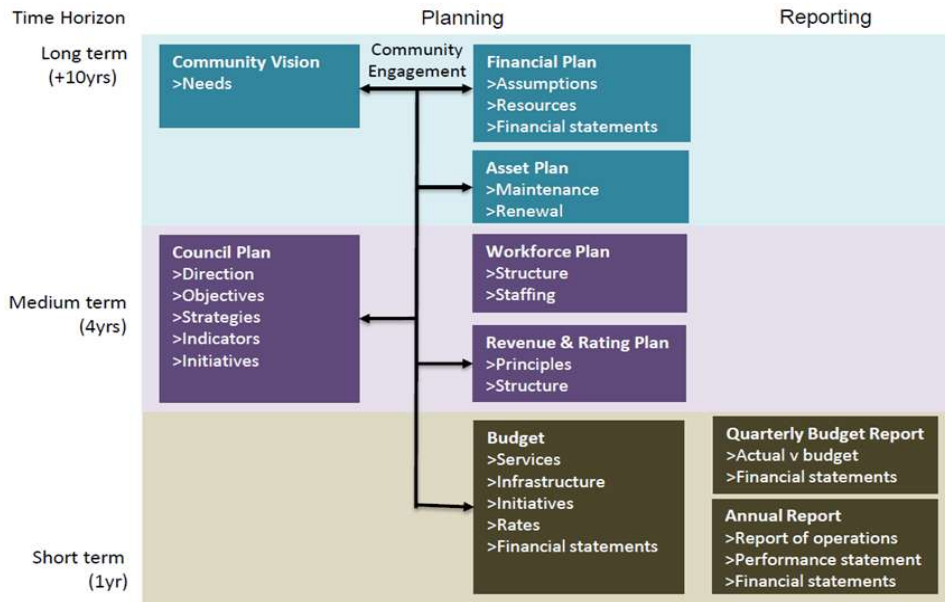 Time Horizon
Planning
Reporting
Long term
(+10yrs)
Community Vision
>Needs
Community
Engagement
Financial Plan
>Assumptions
>Resources
>Financial statements
Asset Plan
>Maintenance
>Renewal
Medium term
(4yrs)
Council Plan
>Direction
>Objectives
>Strategies
>Indicators
>Initiatives
Workforce Plan
>Structure
>Staffing
Revenue & Rating Plan
>Principles
>Structure
Short term
(1yr)
Budget
>Services
>Infrastructure
>Initiatives
>Rates
>Financial statements
Quarterly Budget Report
>Actual v budget
>Financial statements
Annual Report
>Report of operations
>Performance statement
>Financial statements